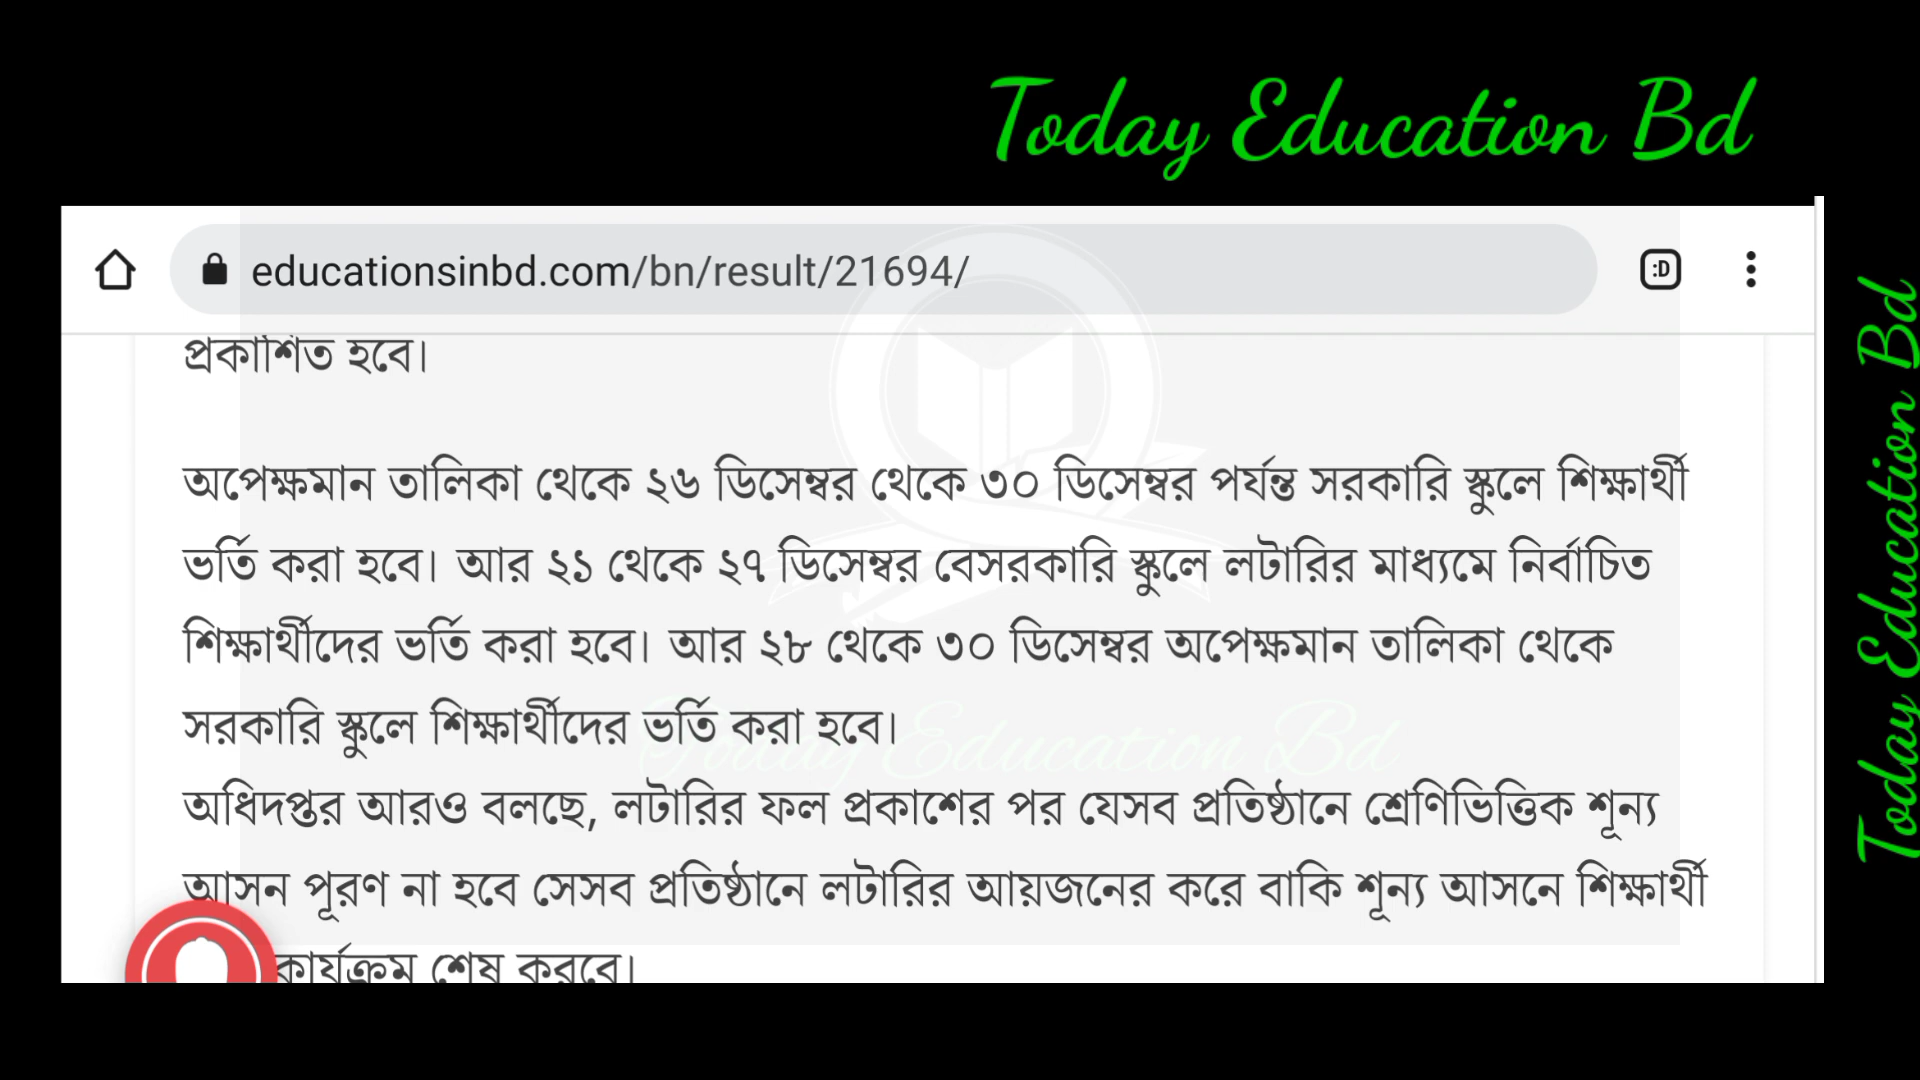 Today Education Bd
educationsinbd.com/bn/result/21694/
:D
প্রকাশিত হবে।
অপেক্ষমান তালিকা থেকে ২৬ ডিসেম্বর থেকে ৩০ ডিসেম্বর পর্যন্ত সরকারি স্কুলে শিক্ষার্থী
ভর্তি করা হবে। আর ২১ থেকে ২৭ ডিসেম্বর বেসরকারি স্কুলে লটারির মাধ্যমে নির্বাচিত
শিক্ষার্থীদের ভর্তি করা হবে। আর ২৮ থেকে ৩০ ডিসেম্বর অপেক্ষমান তালিকা থেকে
সরকারি স্কুলে শিক্ষার্থীদের ভর্তি করা হবে।
Today Education Bd
অধিদপ্তর আরও বলছে, লটারির ফল প্রকাশের পর যেসব প্রতিষ্ঠানে শ্রেণিভিত্তিক শূন্য
আসন পূরণ না হবে সেসব প্রতিষ্ঠানে লটারির আয়জনের করে বাকি শূন্য আসনে শিক্ষার্থী
কার্যক্রম শেষ করবে।
Today Education Bd